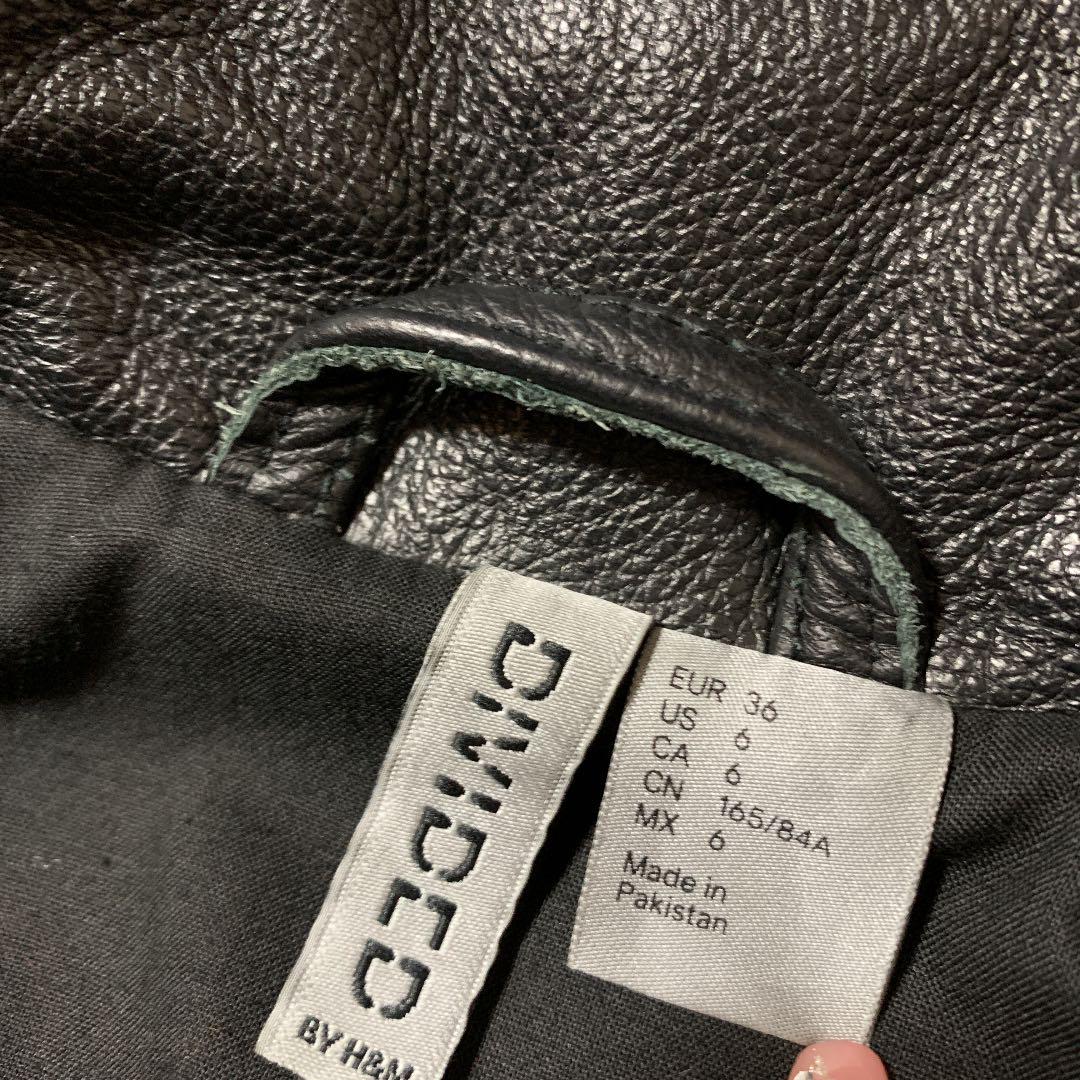 DIVIDED
BY H&M
EUR 36
US 6
CA 6
CN 165/84A
MX 6
Made in
Pakistan